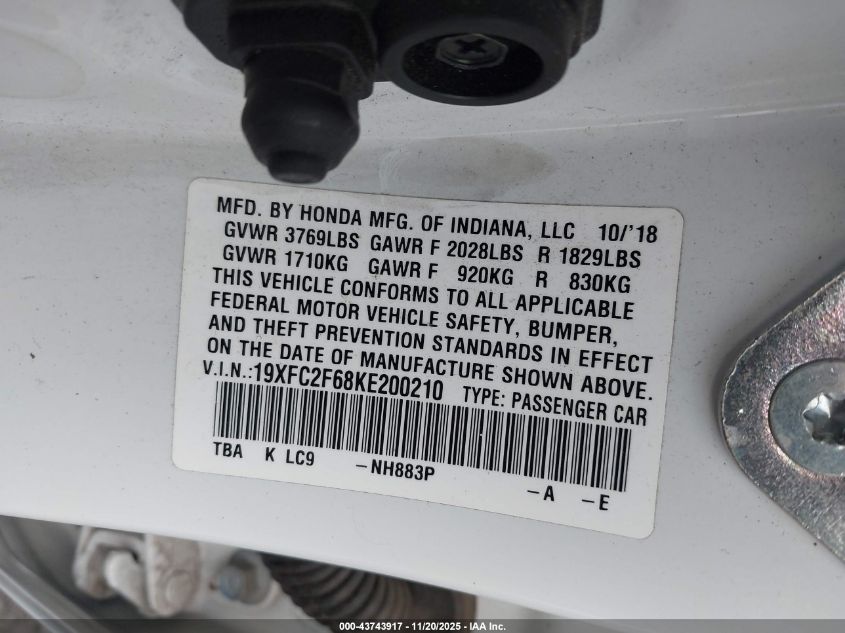 MFD. BY HONDA MFG. OF INDIANA, LLC 10/'18
GVWR 3769LBS GAWR F 2028LBS R 1829LBS
GVWR 1710KG GAWR F 920KG R 830KG
THIS VEHICLE CONFORMS TO ALL APPLICABLE
FEDERAL MOTOR VEHICLE SAFETY, BUMPER,
AND THEFT PREVENTION STANDARDS IN EFFECT
ON THE DATE OF MANUFACTURE SHOWN ABOVE.
V.I.N.:19XFC2F68KE200210 TYPE: PASSENGER CAR
TBA K LC9 -NH883P -A -E
000-43743917 - 11/20/2025 - IAA Inc.